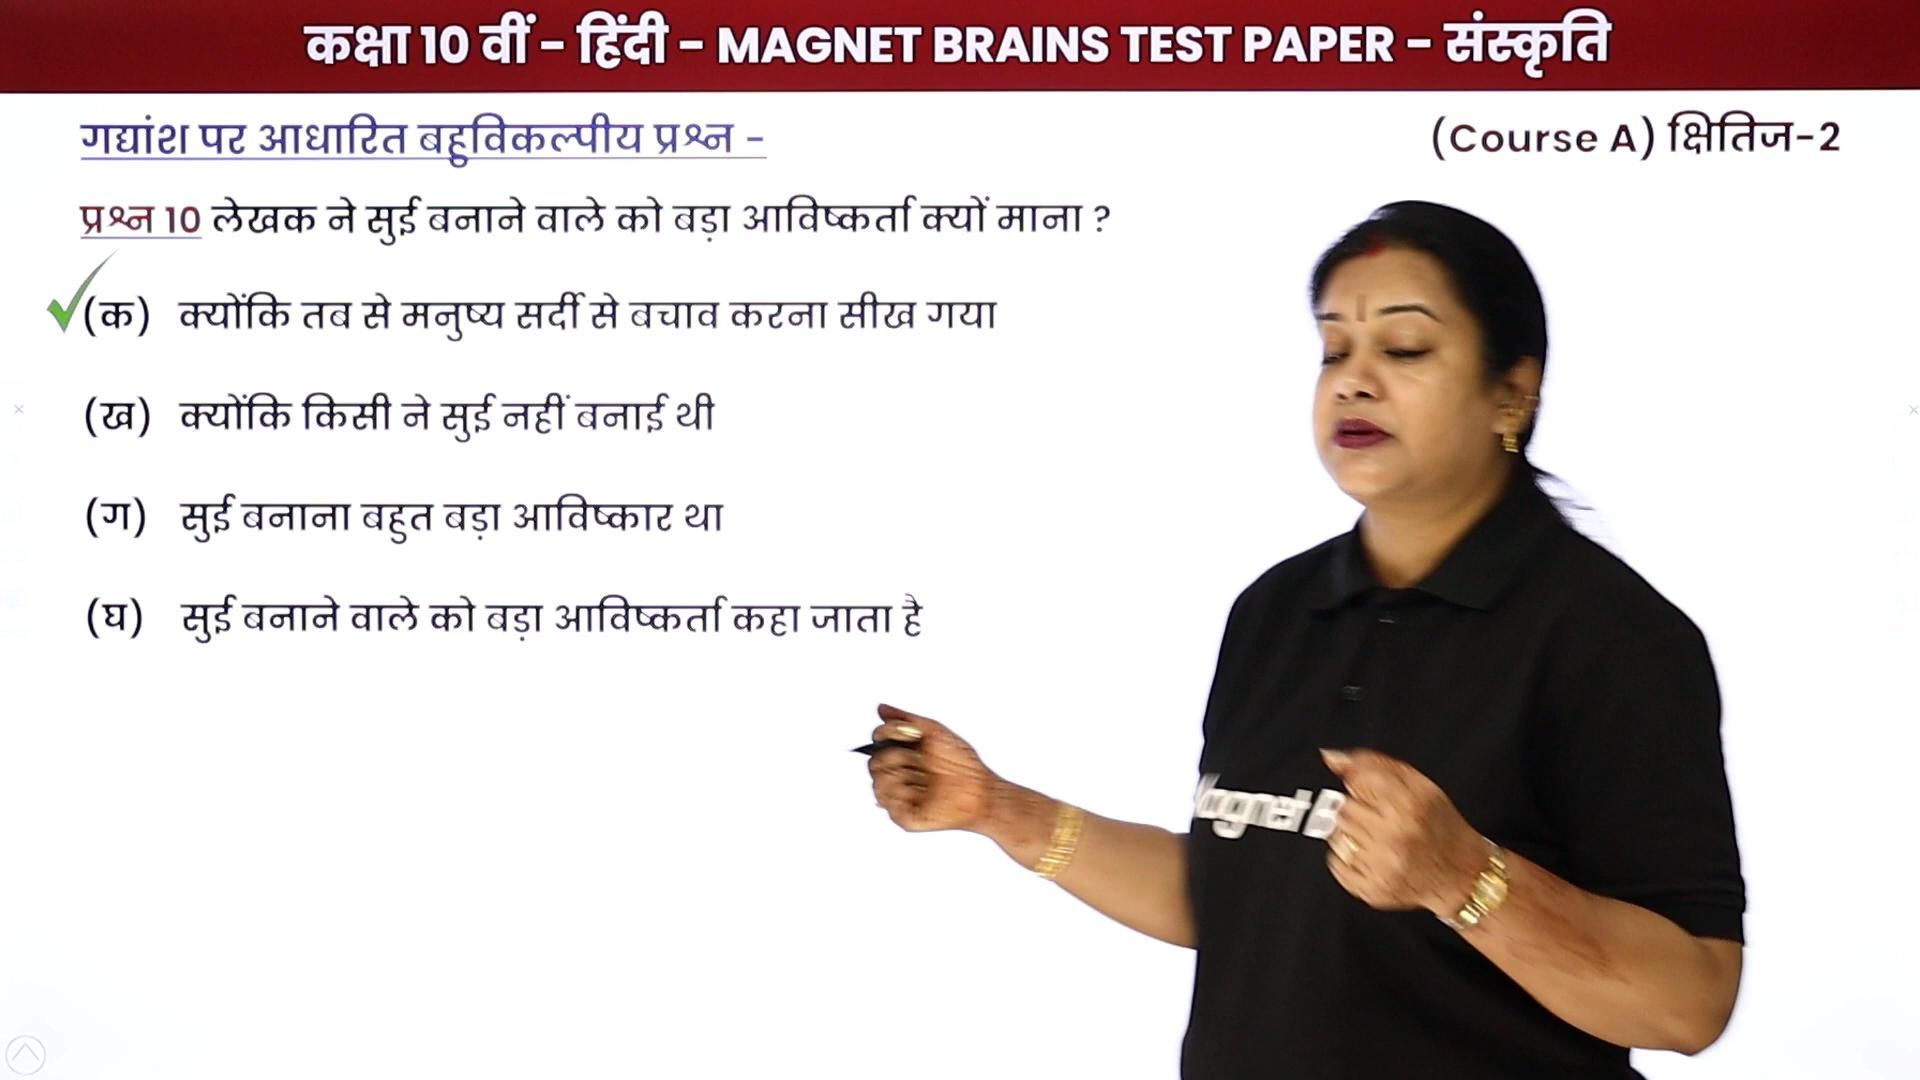 कक्षा 10 वीं - हिंदी - MAGNET BRAINS TEST PAPER - संस्कृति
गद्यांश पर आधारित बहुविकल्पीय प्रश्न -
(Course A) क्षितिज-2
प्रश्न 10 लेखक ने सुई बनाने वाले को बड़ा आविष्कर्ता क्यों माना ?
(क) क्योंकि तब से मनुष्य सर्दी से बचाव करना सीख गया
(ख) क्योंकि किसी ने सुई नहीं बनाई थी
(ग) सुई बनाना बहुत बड़ा आविष्कार था
(घ) सुई बनाने वाले को बड़ा आविष्कर्ता कहा जाता है
Magnet B